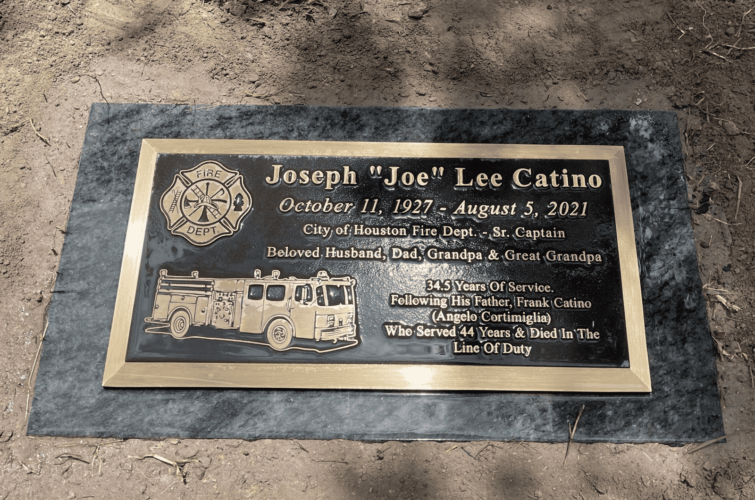 FIRE
DEPT.
Joseph "Joe" Lee Catino
October 11, 1927 - August 5, 2021
City of Houston Fire Dept. - Sr. Captain
Beloved Husband, Dad, Grandpa & Great Grandpa
34.5 Years Of Service.
Following His Father, Frank Catino
(Angelo Cortimiglia)
Who Served 44 Years & Died In The
Line Of Duty